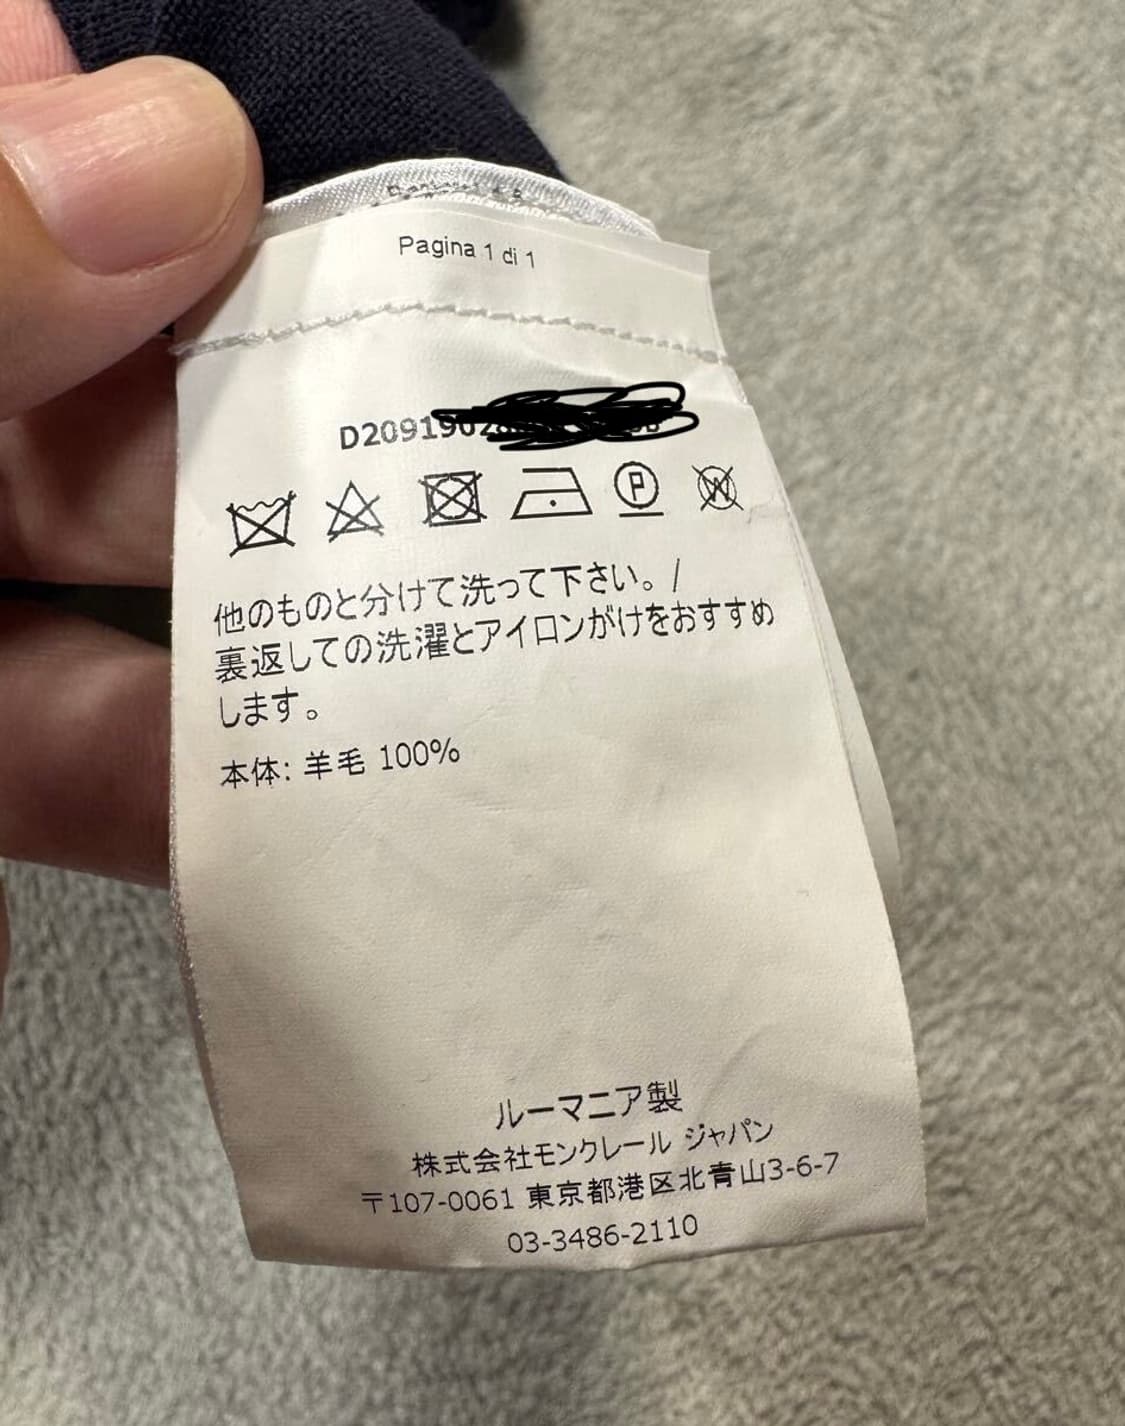 Pagina 1 di 1
D2091902
P
W
他のものと分けて洗って下さい。/
裏返しての洗濯とアイロンがけをおすすめ
します。
本体: 羊毛 100%
ルーマニア製
株式会社モンクレール ジャパン
〒107-0061 東京都港区北青山3-6-7
03-3486-2110